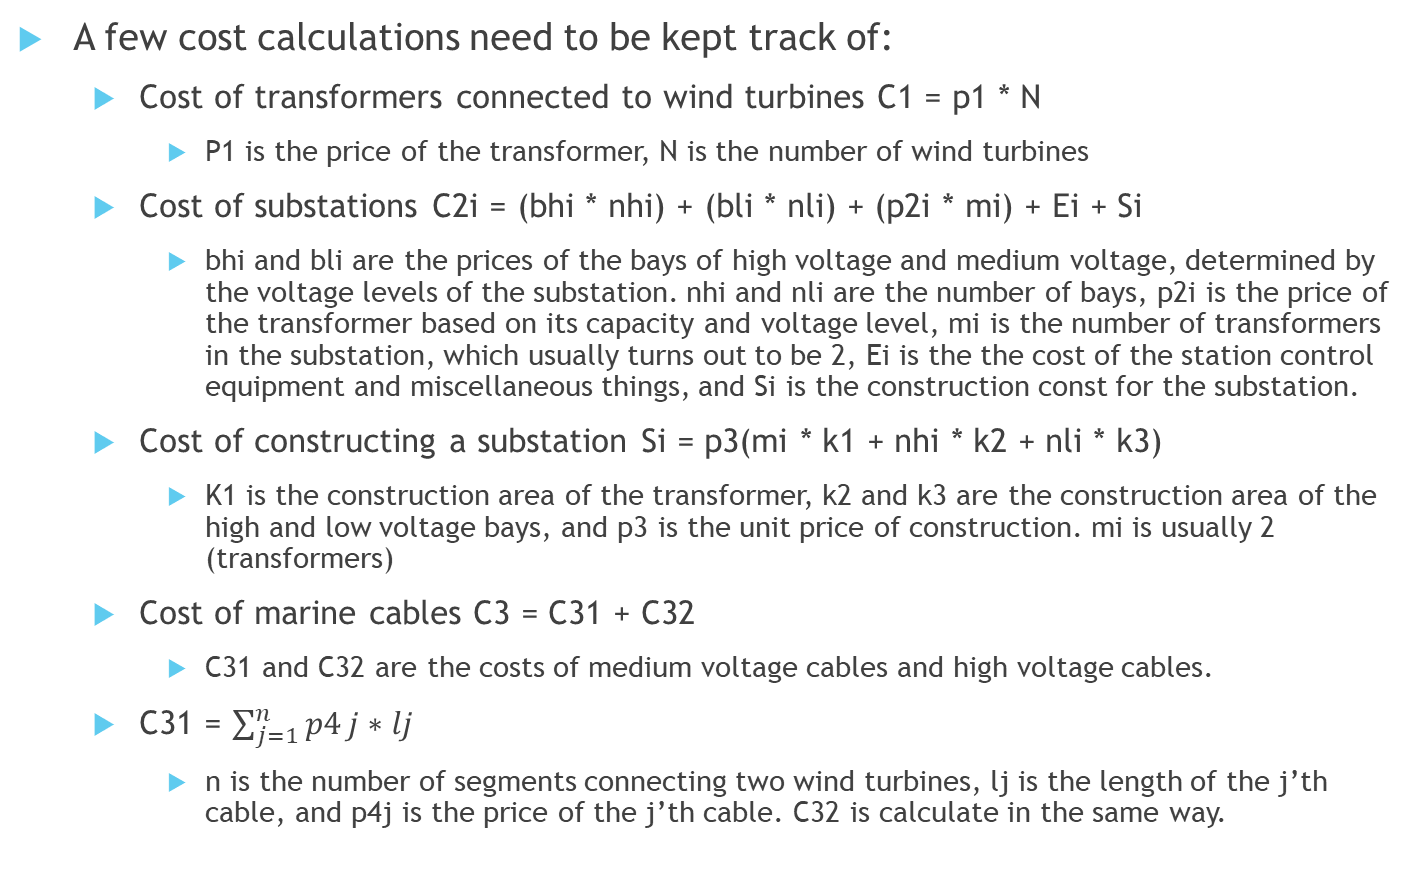 A few cost calculations need to be kept track of:
Cost of transformers connected to wind turbines C1 = p1 * N
P1 is the price of the transformer, N is the number of wind turbines
Cost of substations C2i = (bhi * nhi) + (bli * nli) + (p2i * mi) + Ei + Si
bhi and bli are the prices of the bays of high voltage and medium voltage, determined by
the voltage levels of the substation. nhi and nli are the number of bays, p2i is the price of
the transformer based on its capacity and voltage level, mi is the number of transformers
in the substation, which usually turns out to be 2, Ei is the the cost of the station control
equipment and miscellaneous things, and Si is the construction const for the substation.
Cost of constructing a substation Si = p3(mi * k1 + nhi * k2 + nli * k3)
K1 is the construction area of the transformer, k2 and k3 are the construction area of the
high and low voltage bays, and p3 is the unit price of construction. mi is usually 2
(transformers)
Cost of marine cables C3 = C31 + C32
C31 and C32 are the costs of medium voltage cables and high voltage cables.
C31 = ∑ⁿⱼ₌₁ p4 j ∗ lj
n is the number of segments connecting two wind turbines, lj is the length of the j’th
cable, and p4j is the price of the j’th cable. C32 is calculate in the same way.